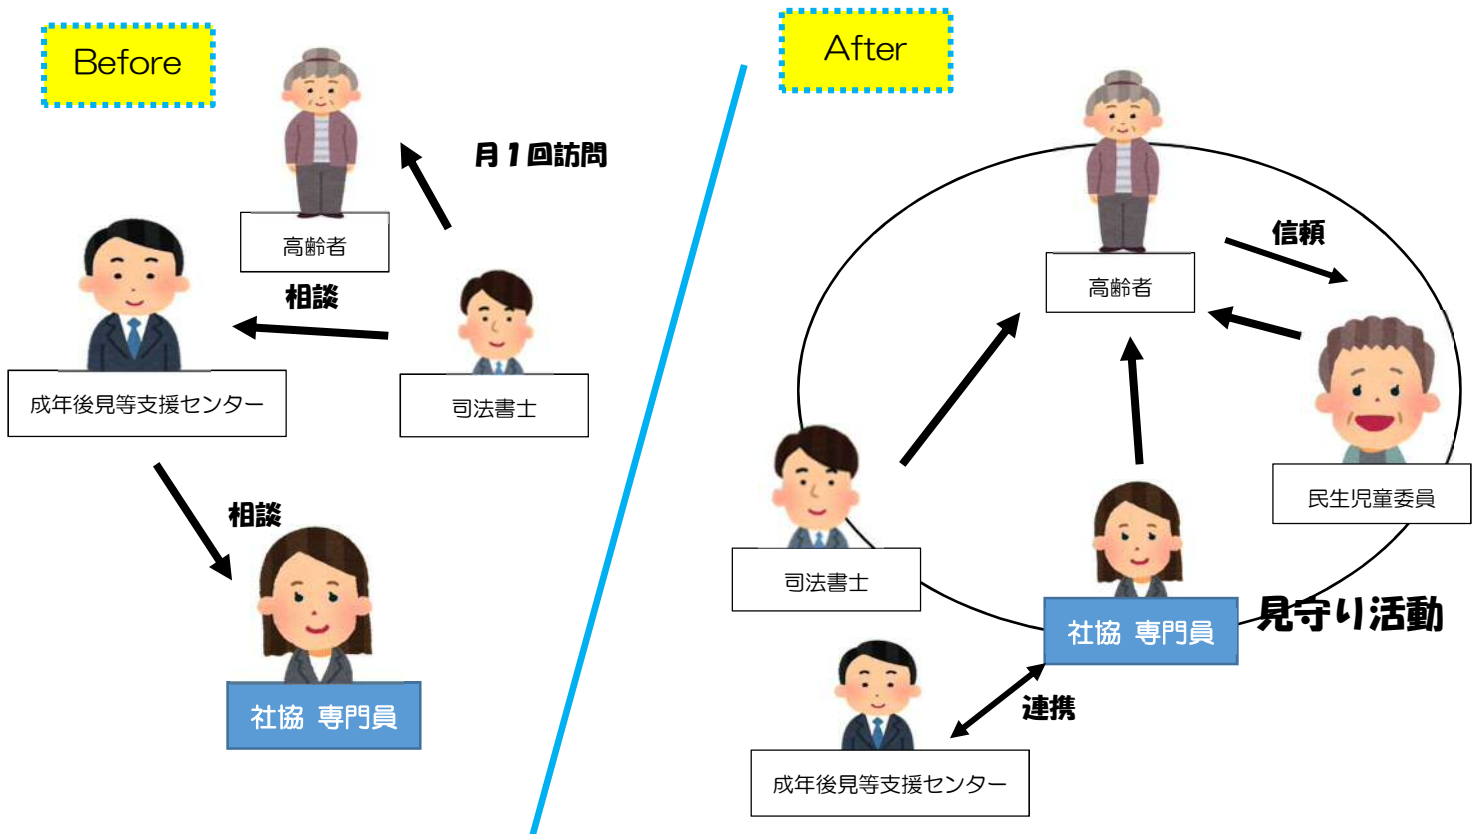 Before
月1回訪問
高齢者
相談
成年後見等支援センター
司法書士
相談
社協 専門員
After
信頼
高齢者
民生児童委員
司法書士
見守り活動
社協 専門員
連携
成年後見等支援センター